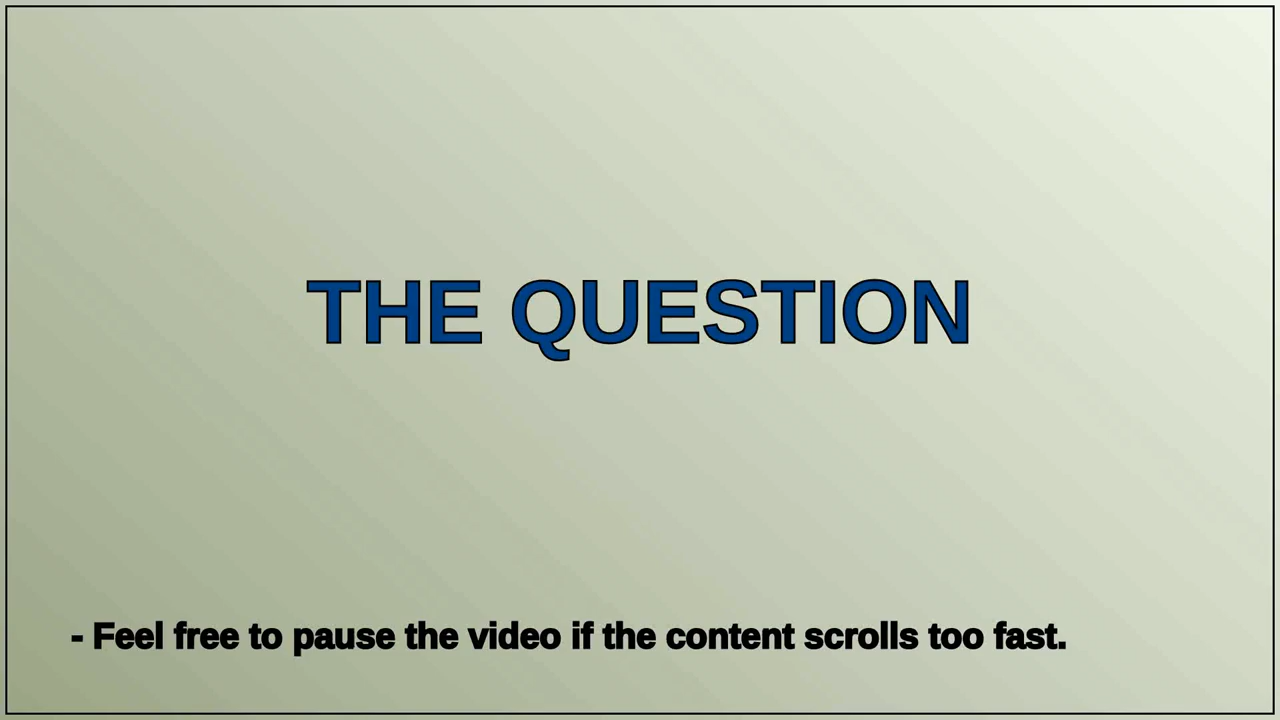 THE QUESTION
- Feel free to pause the video if the content scrolls too fast.